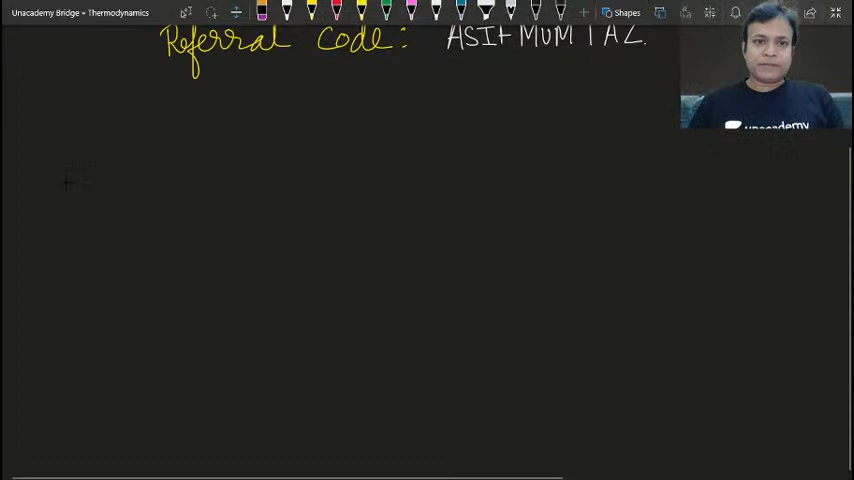 Unacademy Bridge » Thermodynamics
Shapes
Referral Code: ASIFMUMTAZ.
unacademy